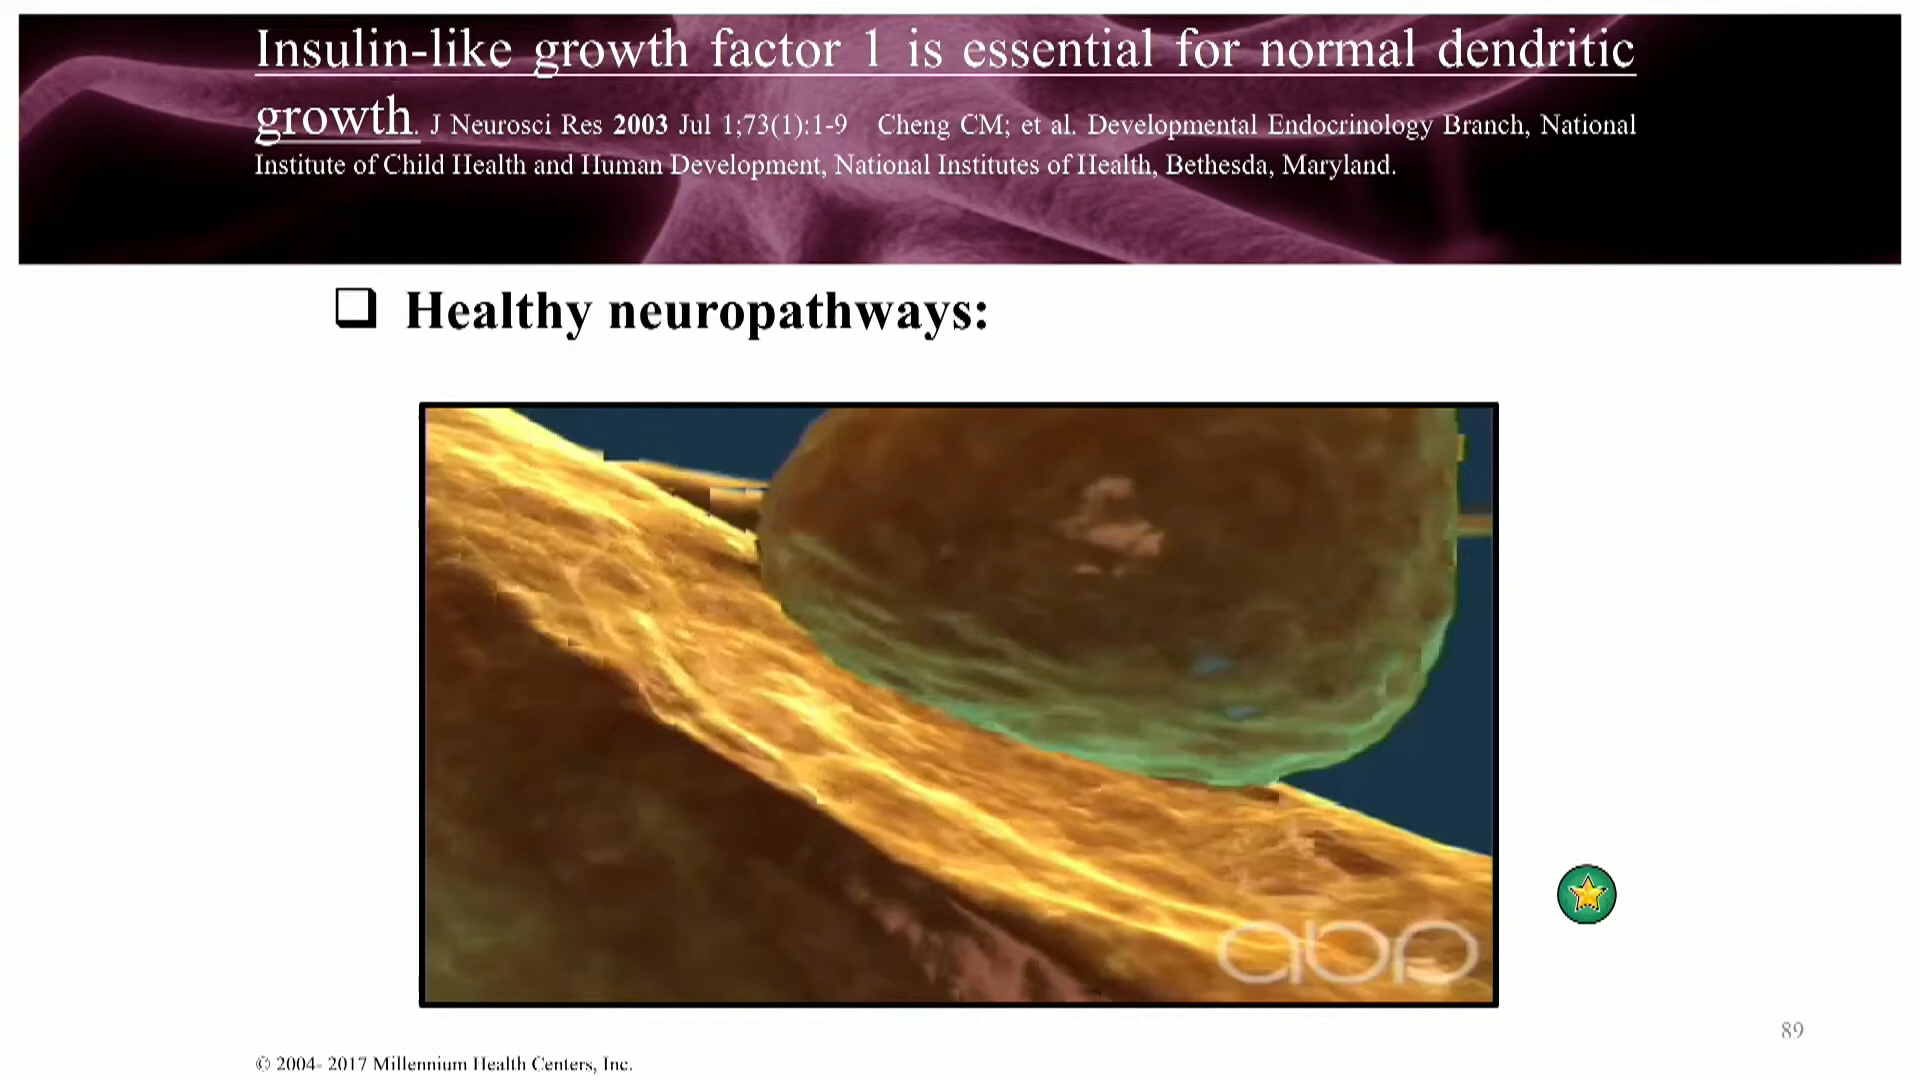 Insulin-like growth factor 1 is essential for normal dendritic
growth. J Neurosci Res 2003 Jul 1;73(1):1-9 Cheng CM; et al. Developmental Endocrinology Branch, National
Institute of Child Health and Human Development, National Institutes of Health, Bethesda, Maryland.
Healthy neuropathways:
abp
89
© 2004- 2017 Millennium Health Centers, Inc.